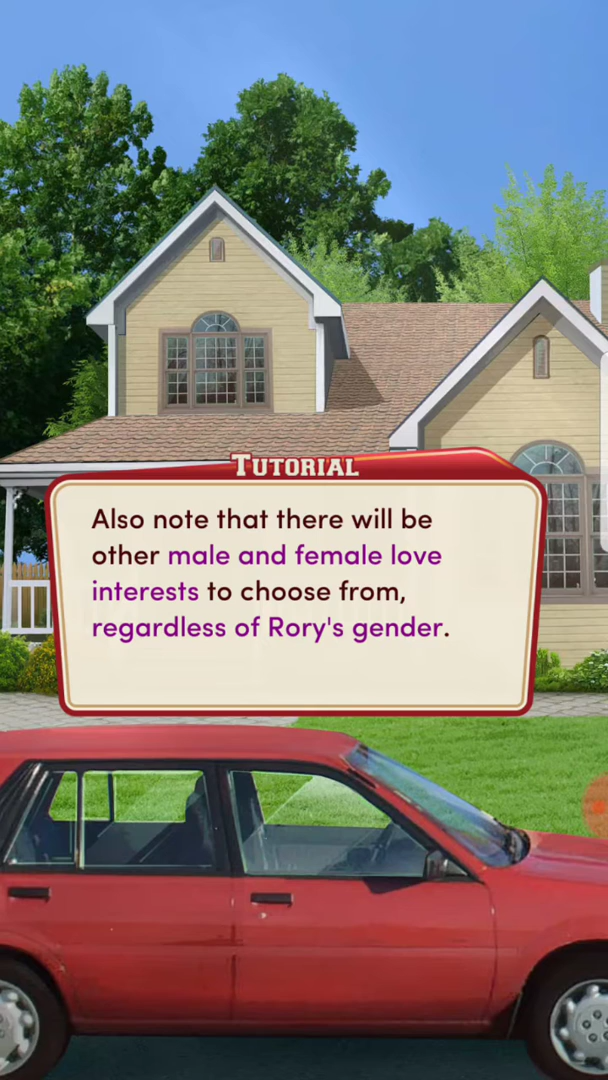 TUTORIAL
Also note that there will be
other male and female love
interests to choose from,
regardless of Rory's gender.